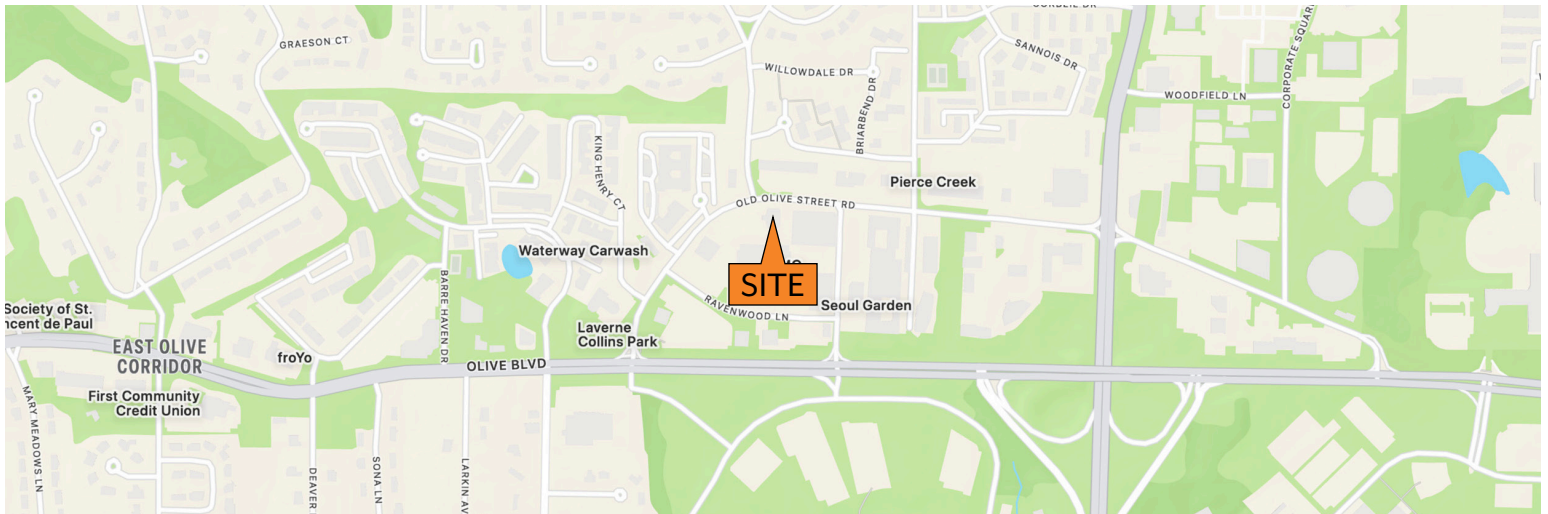 GRAESON CT
SANNOIS DR
WILLOWDALE DR
WOODFIELD LN
BRIARBEND DR
KING HENRY CT
Pierce Creek
OLD OLIVE STREET RD
Waterway Carwash
SITE
BARRE HAVEN DR
RAVENWOOD LN
Seoul Garden
Society of St.
ncent de Paul
Laverne
Collins Park
EAST OLIVE
CORRIDOR
froYo
OLIVE BLVD
First Community
Credit Union
MARY MEADOWS LN
DEAVER
SONA LN
LARKIN AV